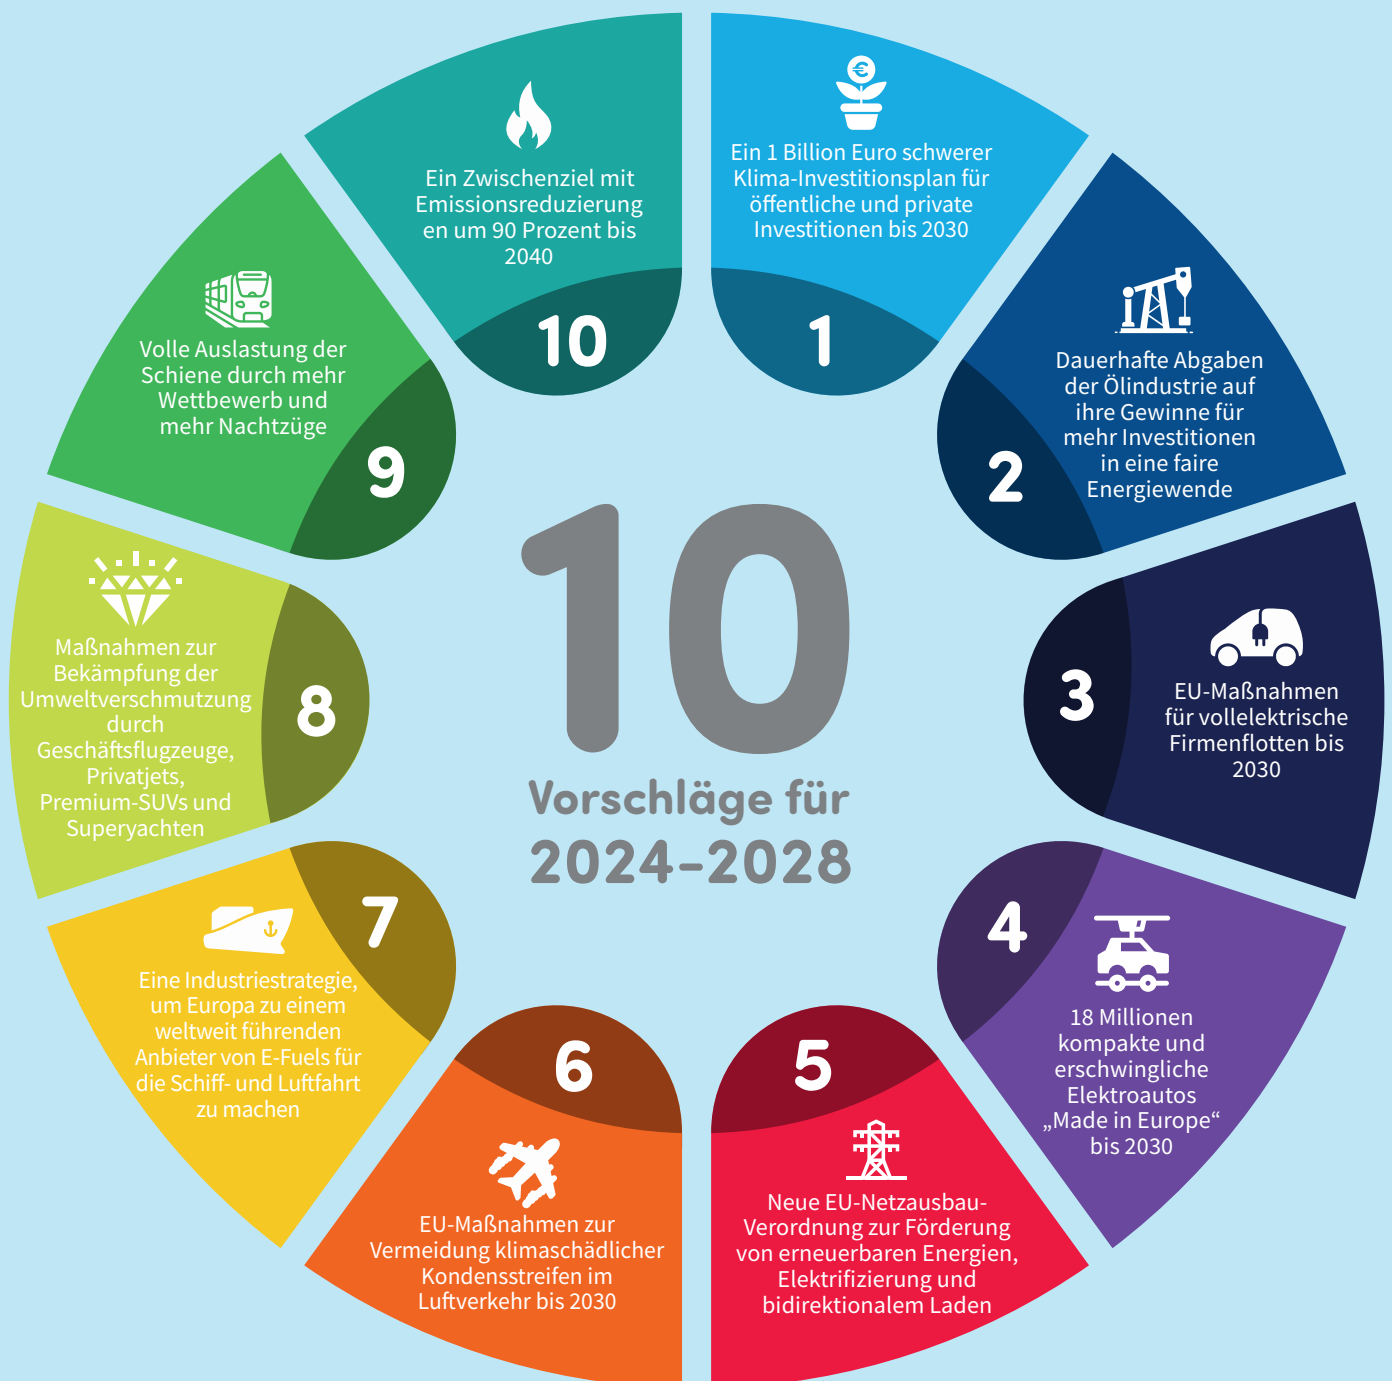 10
Vorschläge für
2024-2028
1
Ein 1 Billion Euro schwerer
Klima-Investitionsplan für
öffentliche und private
Investitionen bis 2030
2
Dauerhafte Abgaben
der Ölindustrie auf
ihre Gewinne für
mehr Investitionen
in eine faire
Energiewende
3
EU-Maßnahmen
für vollelektrische
Firmenflotten bis
2030
4
18 Millionen
kompakte und
erschwingliche
Elektroautos
„Made in Europe“
bis 2030
5
Neue EU-Netzausbau-
Verordnung zur Förderung
von erneuerbaren Energien,
Elektrifizierung und
bidirektionalem Laden
6
EU-Maßnahmen zur
Vermeidung klimaschädlicher
Kondensstreifen im
Luftverkehr bis 2030
7
Eine Industriestrategie,
um Europa zu einem
weltweit führenden
Anbieter von E-Fuels für
die Schiff- und Luftfahrt
zu machen
8
Maßnahmen zur
Bekämpfung der
Umweltverschmutzung
durch
Geschäftsflugzeuge,
Privatjets,
Premium-SUVs und
Superyachten
9
Volle Auslastung der
Schiene durch mehr
Wettbewerb und
mehr Nachtzüge
10
Ein Zwischenziel mit
Emissionsreduzierung
en um 90 Prozent bis
2040
€